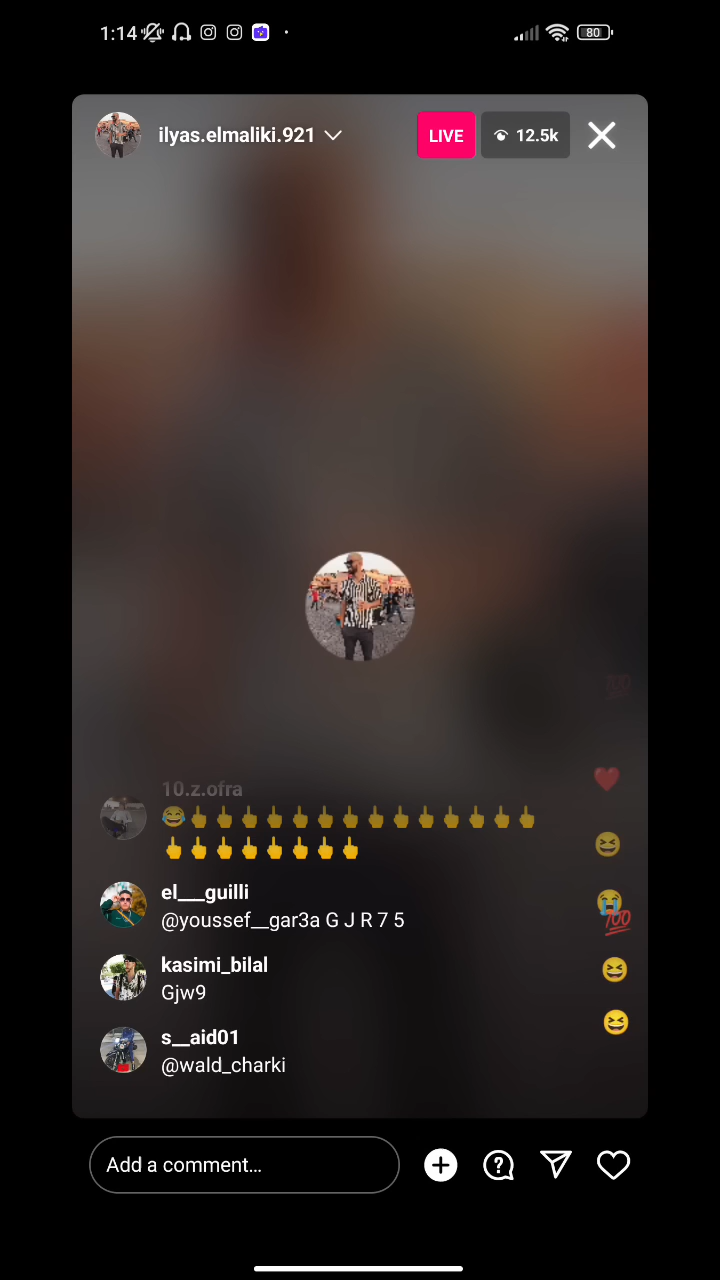 1:14
80
ilyas.elmaliki.921
LIVE
12.5k
10.z.ofra
😂🖕🖕🖕🖕🖕🖕🖕🖕🖕🖕🖕🖕🖕🖕
🖕🖕🖕🖕🖕🖕🖕🖕
el___guilli
@youssef__gar3a G J R 7 5
kasimi_bilal
Gjw9
s__aid01
@wald_charki
Add a comment...